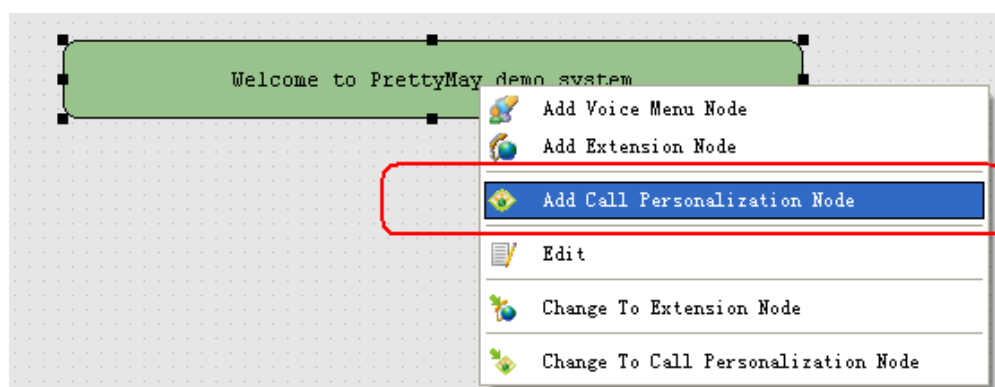 Welcome to PrettyMay demo system
Add Voice Menu Node
Add Extension Node
Add Call Personalization Node
Edit
Change To Extension Node
Change To Call Personalization Node